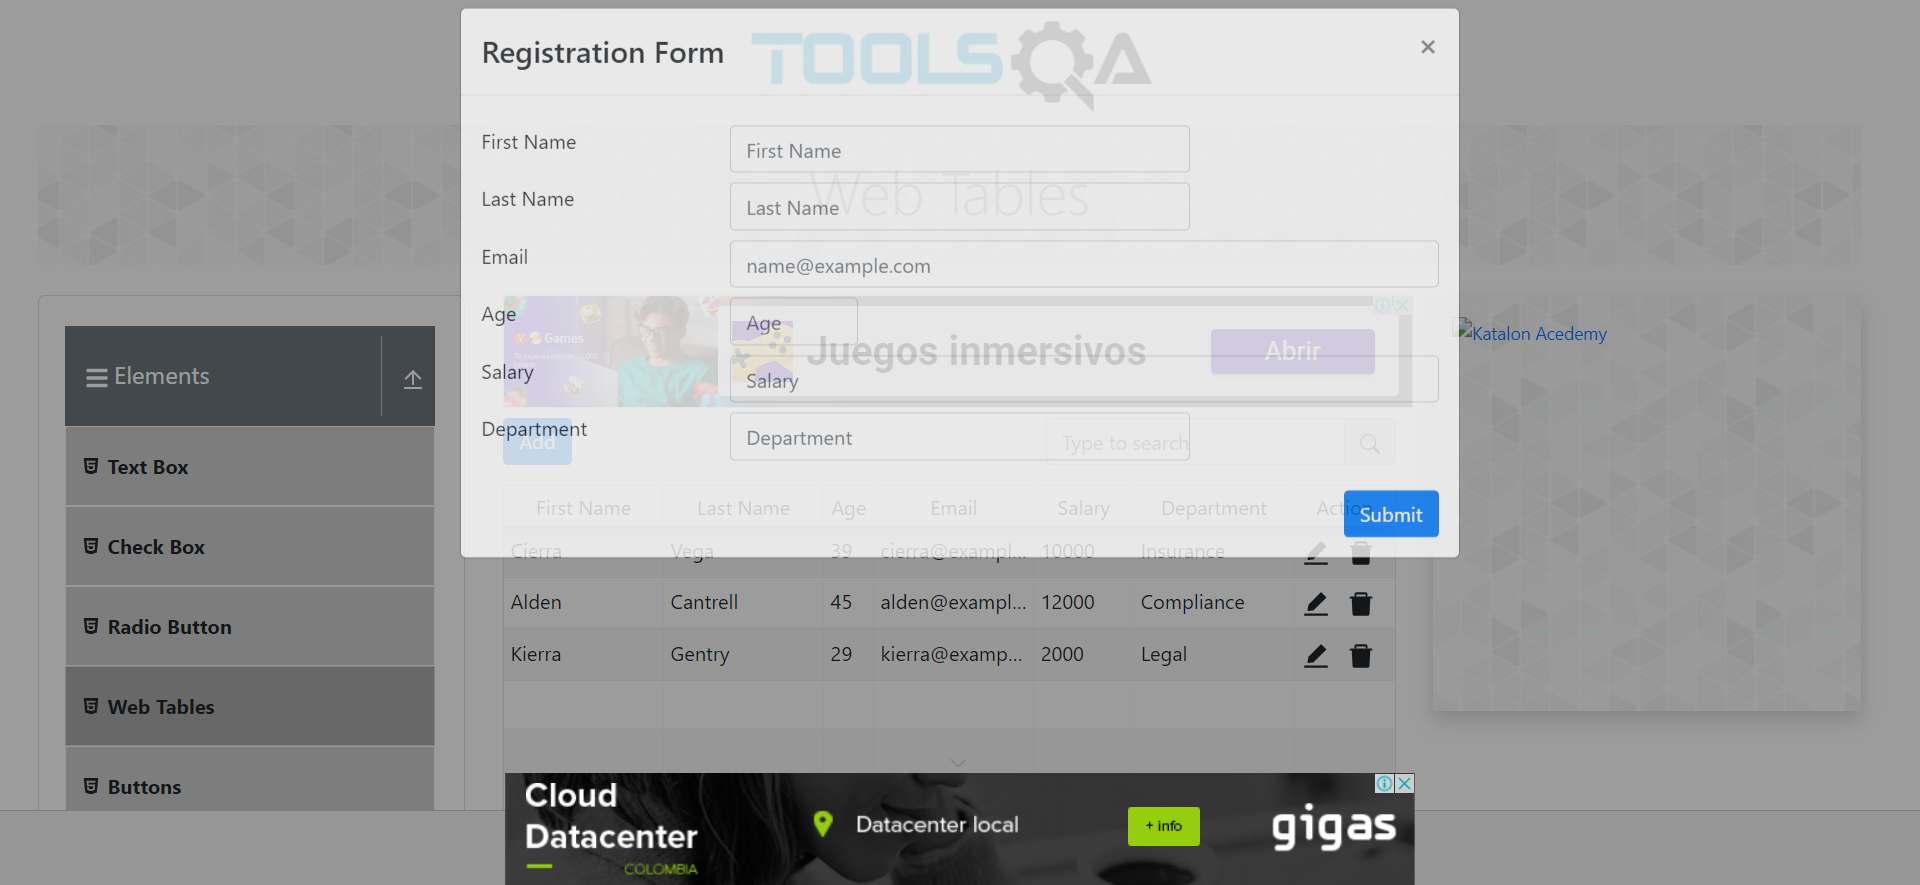 Registration Form
TOOLSQA
×
First Name
First Name
Web Tables
Last Name
Last Name
Email
name@example.com
Age
Age
Games
Juegos inmersivos
Abrir
Katalon Acedemy
Elements
Salary
Salary
Department
Department
Add
Type to search
Text Box
Check Box
Radio Button
Web Tables
Buttons
First Name Last Name Age Email Salary Department
Submit
Cierra Vega 39 cierra@exampl... 10000 Insurance
Alden Cantrell 45 alden@exampl... 12000 Compliance
Kierra Gentry 29 kierra@examp... 2000 Legal
Cloud
Datacenter
COLOMBIA
Datacenter local
+ info
gigas